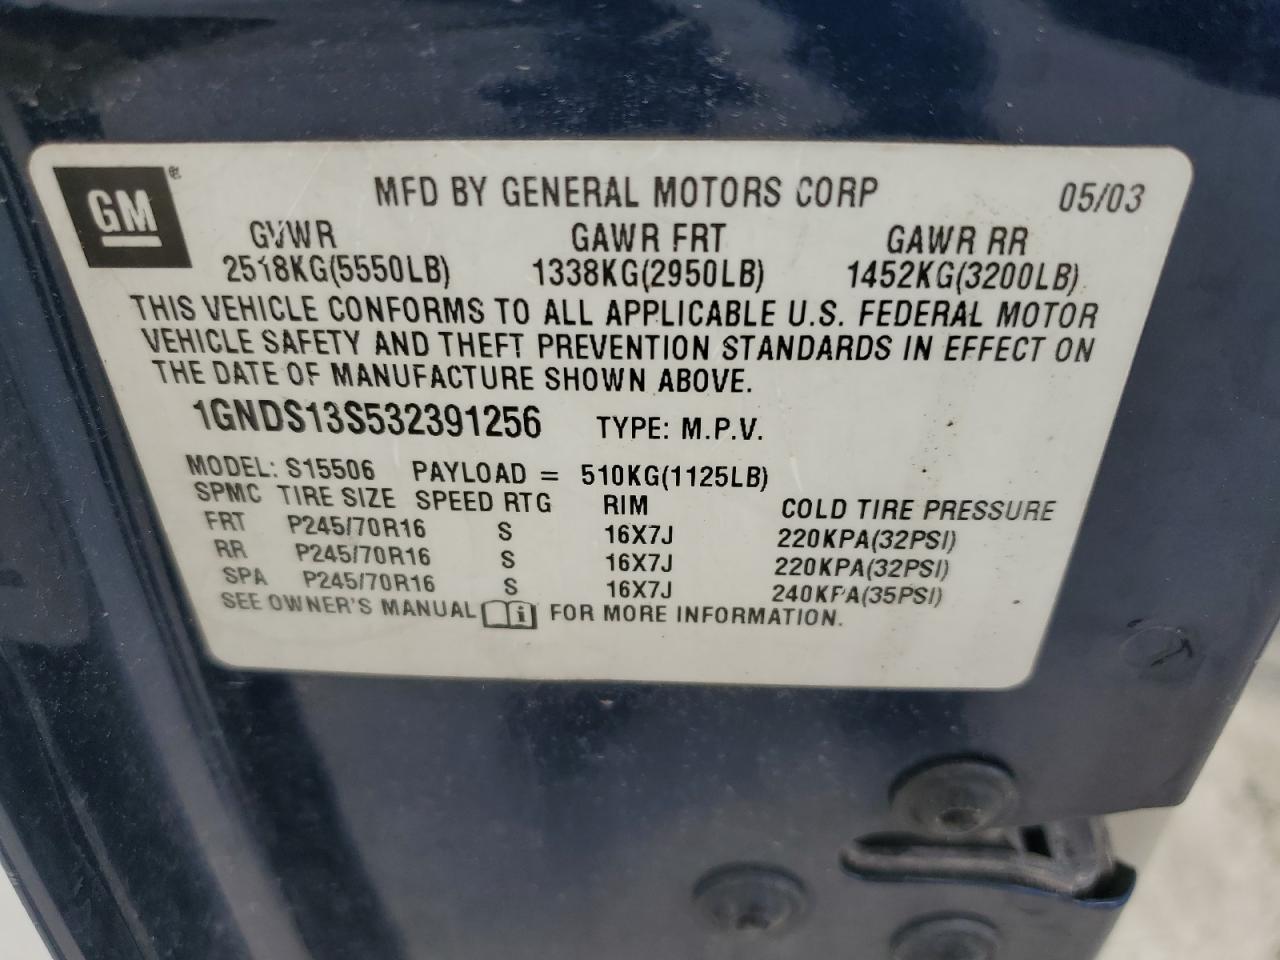 GM
MFD BY GENERAL MOTORS CORP 05/03
GVWR GAWR FRT GAWR RR
2518KG(5550LB) 1338KG(2950LB) 1452KG(3200LB)
THIS VEHICLE CONFORMS TO ALL APPLICABLE U.S. FEDERAL MOTOR
VEHICLE SAFETY AND THEFT PREVENTION STANDARDS IN EFFECT ON
THE DATE OF MANUFACTURE SHOWN ABOVE.
1GNDS13S532391256 TYPE: M.P.V.
MODEL: S15506 PAYLOAD = 510KG(1125LB)
SPMC TIRE SIZE SPEED RTG RIM COLD TIRE PRESSURE
FRT P245/70R16 S 16X7J 220KPA(32PSI)
RR P245/70R16 S 16X7J 220KPA(32PSI)
SPA P245/70R16 S 16X7J 240KPA(35PSI)
SEE OWNER'S MANUAL i FOR MORE INFORMATION.